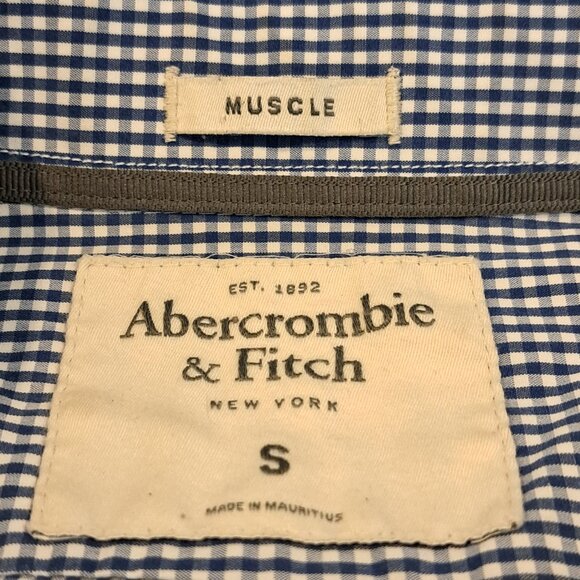 MUSCLE
EST. 1892
Abercrombie
& Fitch
NEW YORK
S
MADE IN MAURITIUS